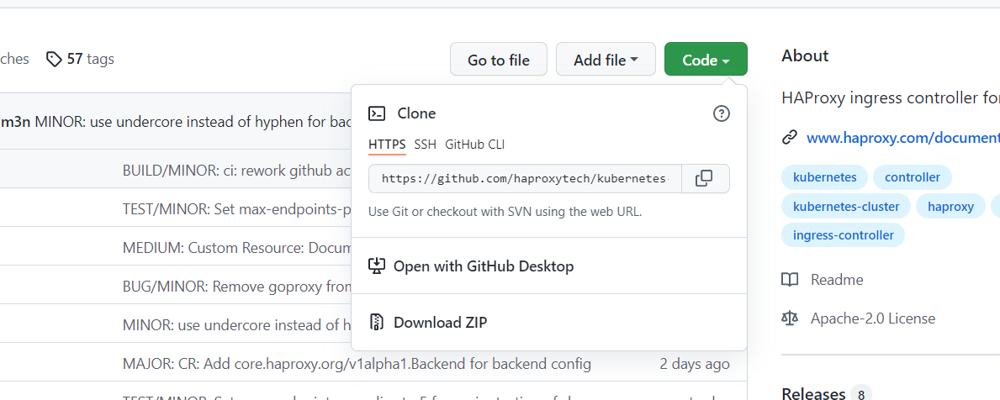 ches 57 tags
Go to file Add file Code
m3n MINOR: use undercore instead of hyphen for bac
BUILD/MINOR: ci: rework github ac
TEST/MINOR: Set max-endpoints-p
MEDIUM: Custom Resource: Docum
BUG/MINOR: Remove goproxy from
MINOR: use undercore instead of h
MAJOR: CR: Add core.haproxy.org/v1alpha1.Backend for backend config 2 days ago
Clone
HTTPS SSH GitHub CLI
https://github.com/haproxytech/kubernetes-
Use Git or checkout with SVN using the web URL.
Open with GitHub Desktop
Download ZIP
About
HAProxy ingress controller for
www.haproxy.com/document
kubernetes controller
kubernetes-cluster haproxy
ingress-controller
Readme
Apache-2.0 License
Releases 8